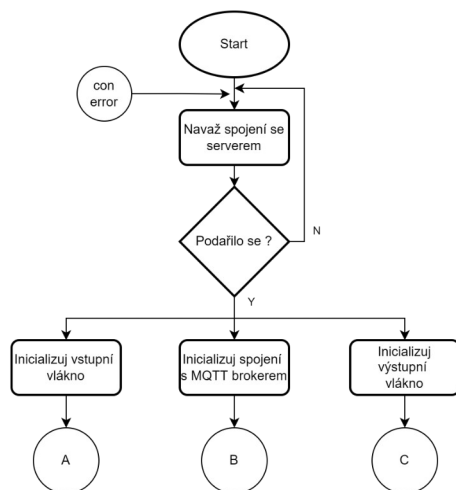 Start
con
error
Navaž spojení se
serverem
Podařilo se ?
N
Y
Inicializuj vstupní
vlákno
Inicializuj spojení
s MQTT brokerem
Inicializuj
výstupní
vlákno
A
B
C